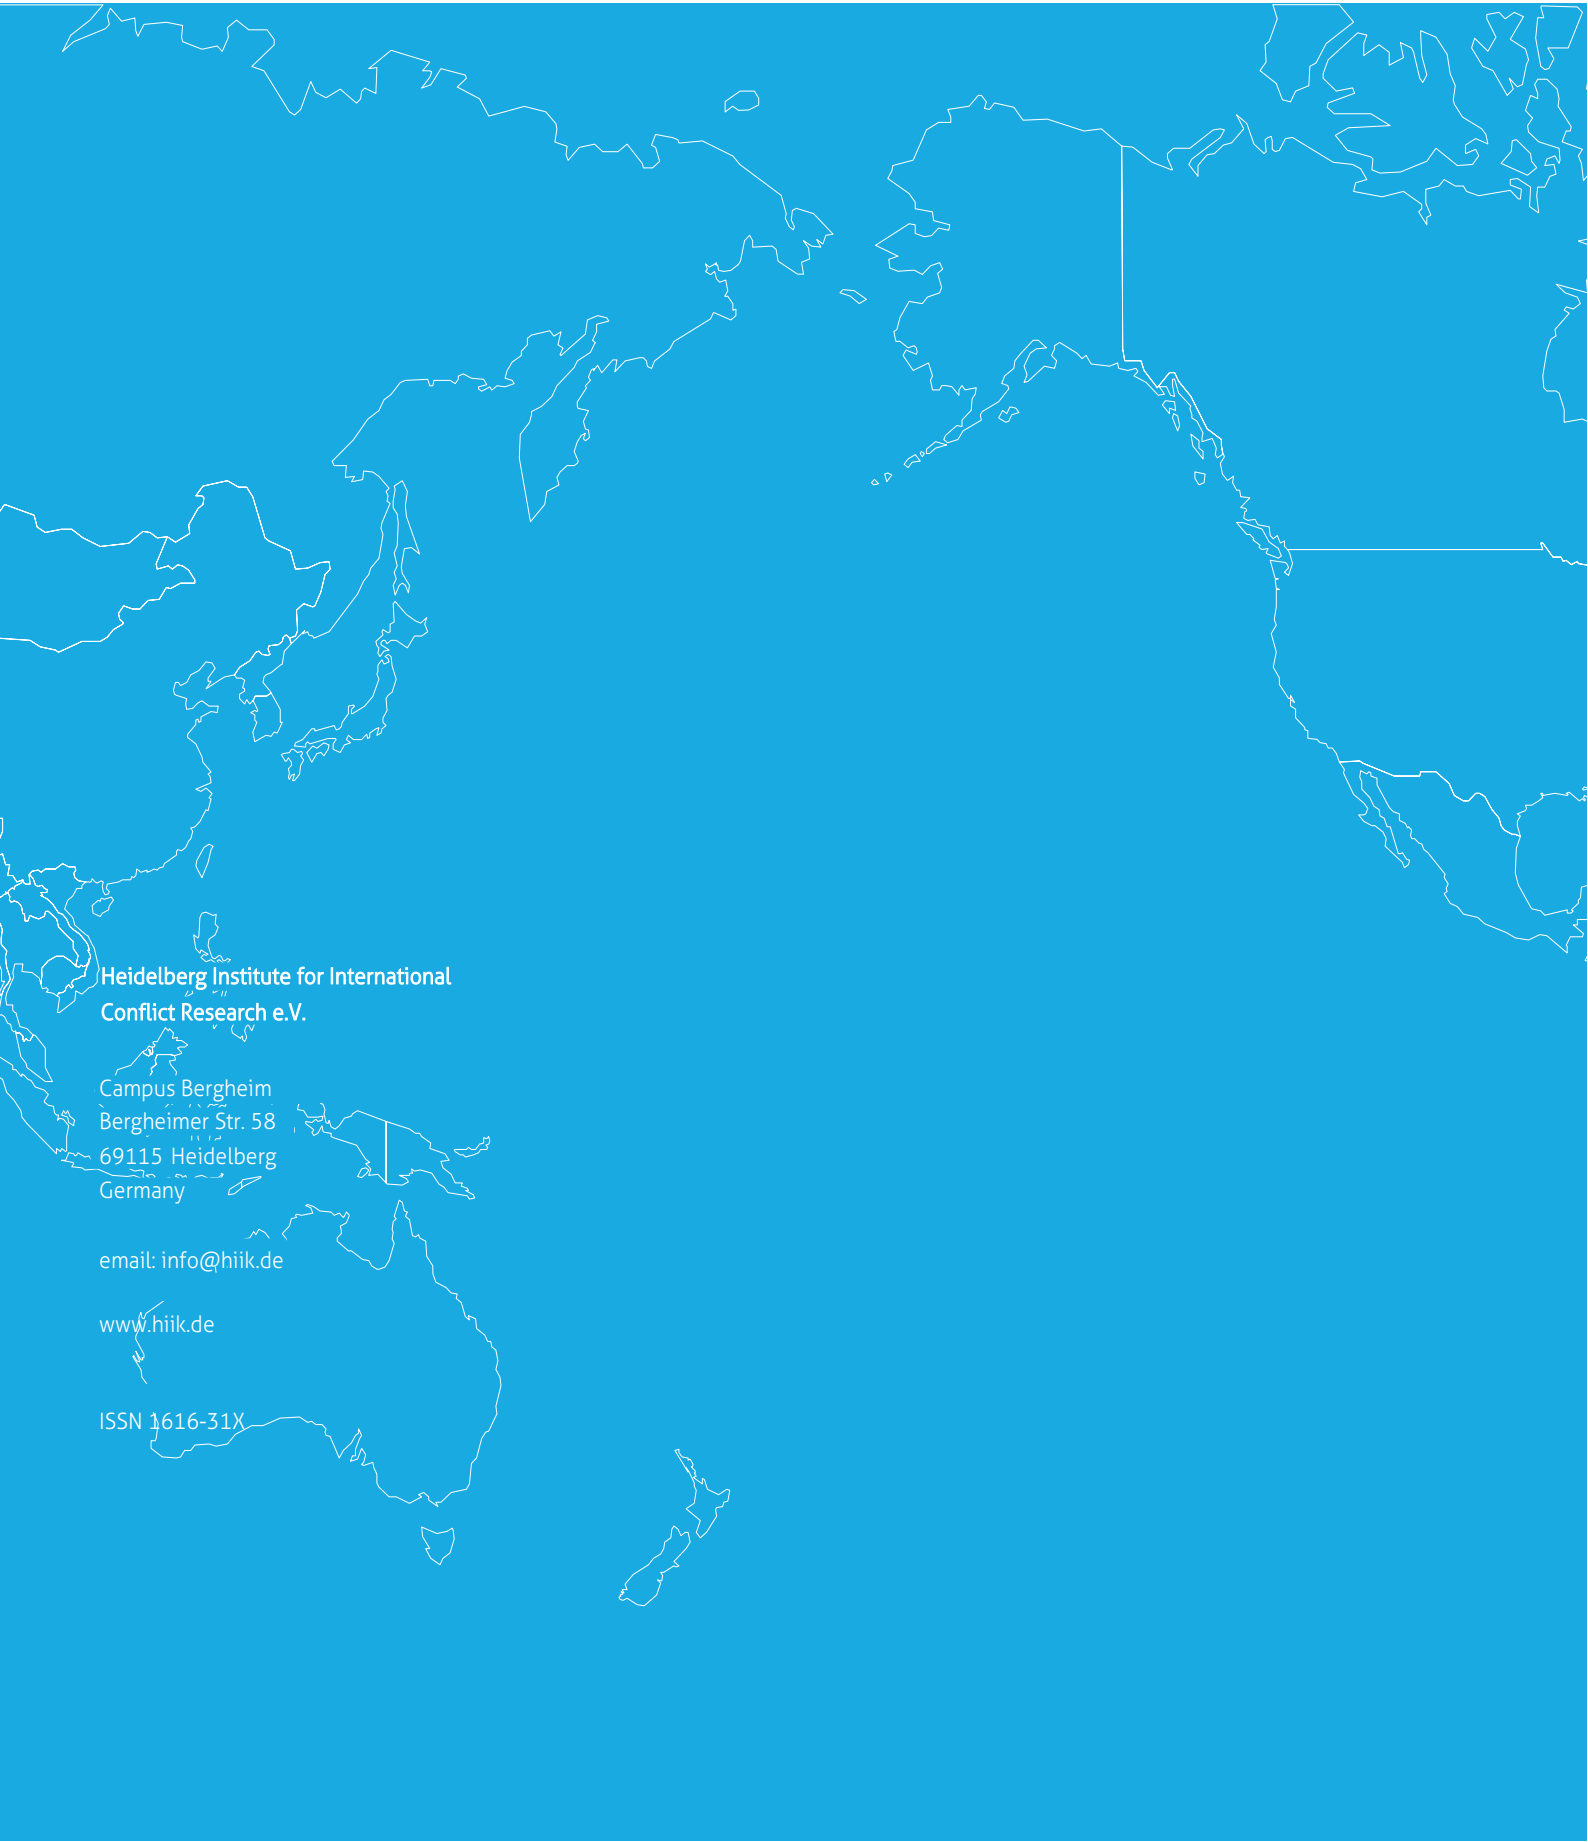 Heidelberg Institute for International
Conflict Research e.V.
Campus Bergheim
Bergheimer Str. 58
69115 Heidelberg
Germany
email: info@hiik.de
www.hiik.de
ISSN 1616-31X